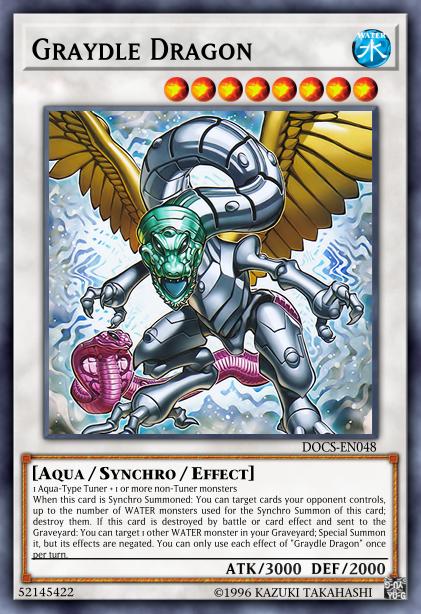 GRAYDLE DRAGON
WATER
水
DOCS-EN048
[AQUA / SYNCHRO / EFFECT]
1 Aqua-Type Tuner + 1 or more non-Tuner monsters
When this card is Synchro Summoned: You can target cards your opponent controls,
up to the number of WATER monsters used for the Synchro Summon of this card;
destroy them. If this card is destroyed by battle or card effect and sent to the
Graveyard: You can target 1 other WATER monster in your Graveyard; Special Summon
it, but its effects are negated. You can only use each effect of "Graydle Dragon" once
per turn.
ATK/3000 DEF/2000
52145422
©1996 KAZUKI TAKAHASHI